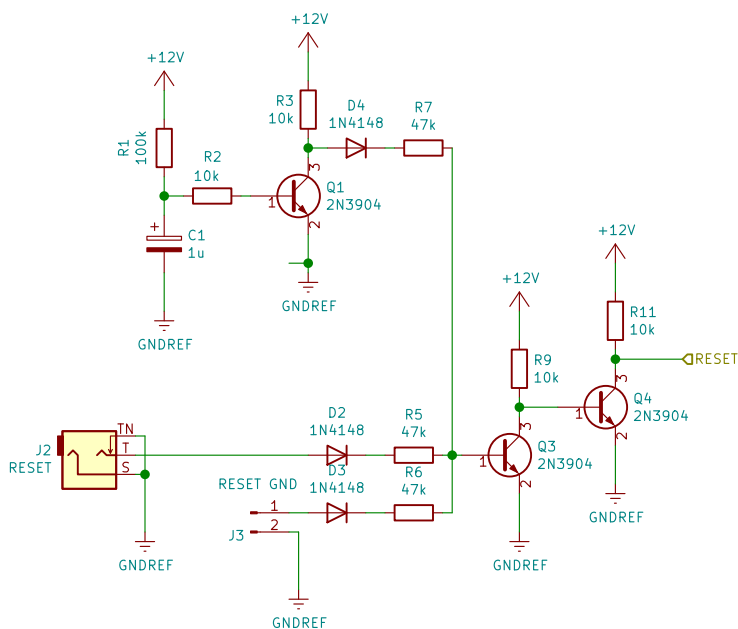 +12V
+12V
R3
10k
D4
1N4148
R7
47k
R1
100k
R2
10k
3
1
2
Q1
2N3904
+
C1
1u
GNDREF
GNDREF
+12V
+12V
R11
10k
RESET
R9
10k
3
1
2
Q4
2N3904
J2
RESET
TN
T
S
D2
1N4148
R5
47k
3
1
2
Q3
2N3904
RESET GND
D3
1N4148
R6
47k
1
2
J3
GNDREF
GNDREF
GNDREF
GNDREF